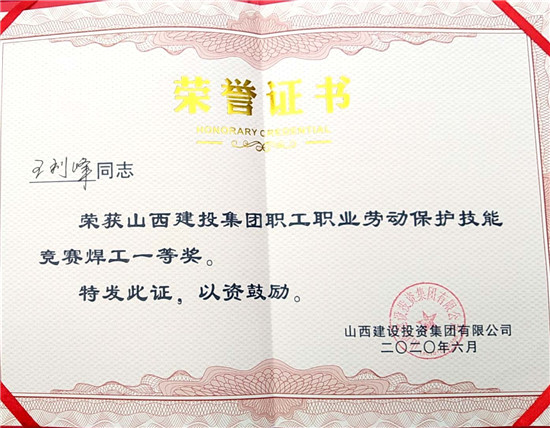 荣誉证书
HONORARY CREDENTIAL
王利峰同志
荣获山西建投集团职工职业劳动保护技能
竞赛焊工一等奖。
特发此证，以资鼓励。
山西建设投资集团有限公司
二〇二〇年六月